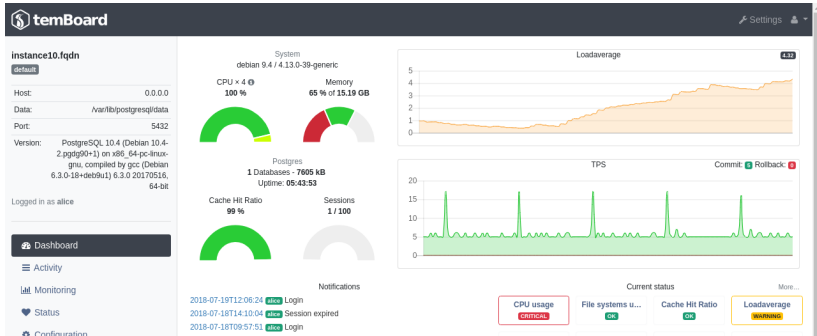 temBoard
Settings
instance10.fqdn
default
Host: 0.0.0.0
Data: /var/lib/postgresql/data
Port: 5432
Version: PostgreSQL 10.4 (Debian 10.4-
2.pgdg90+1) on x86_64-pc-linux-
gnu, compiled by gcc (Debian
6.3.0-18+deb9u1) 6.3.0 20170516,
64-bit
Logged in as alice
Dashboard
Activity
Monitoring
Status
Configuration
System
debian 9.4 / 4.13.0-39-generic
CPU × 4
100 %
Memory
65 % of 15.19 GB
Postgres
1 Databases - 7605 kB
Uptime: 05:43:53
Cache Hit Ratio
99 %
Sessions
1 / 100
Notifications
2018-07-19T12:06:24 alice Login
2018-07-18T14:10:04 alice Session expired
2018-07-18T09:57:51 alice Login
Loadaverage
4.32
5
4
3
2
1
0
TPS
Commit: 5 Rollback: 0
20
15
10
5
0
Current status
More...
CPU usage
CRITICAL
File systems u...
OK
Cache Hit Ratio
OK
Loadaverage
WARNING